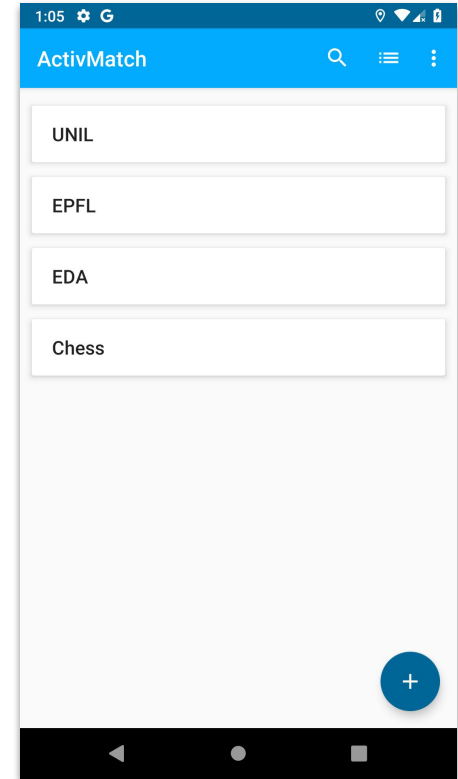 1:05 G
ActivMatch
UNIL
EPFL
EDA
Chess
+